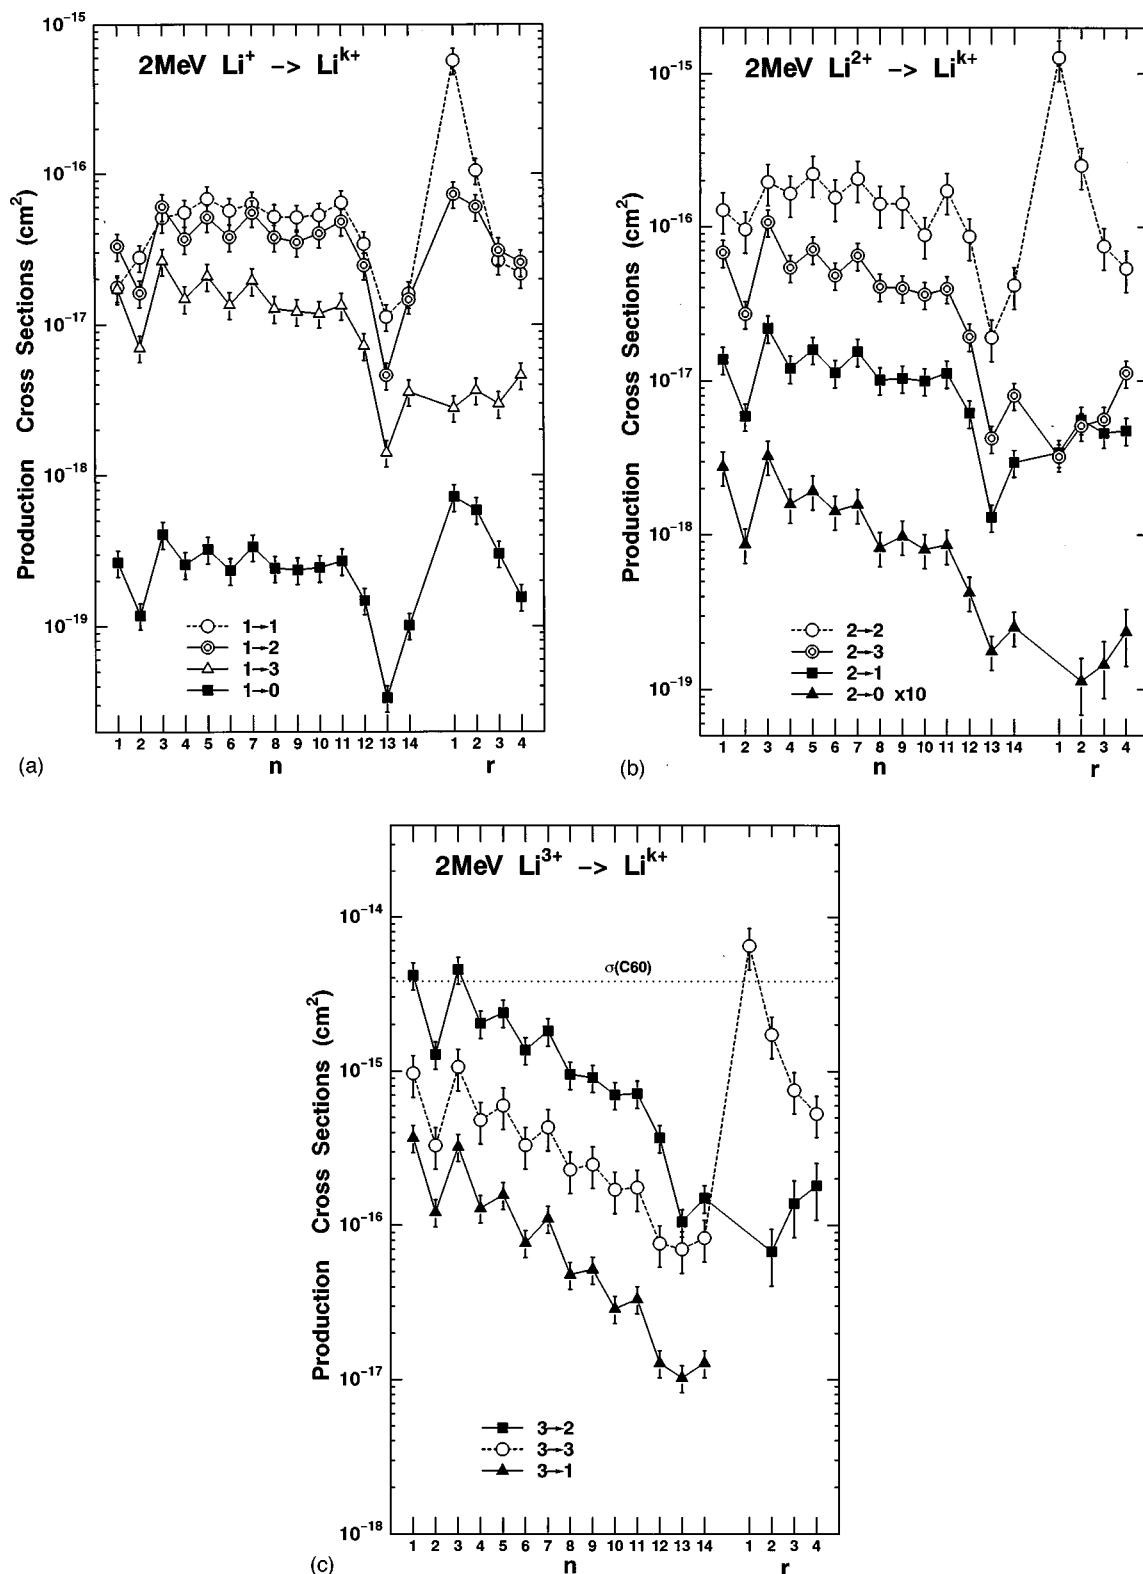 2MeV Li⁺ –> Liᵏ⁺
Production Cross Sections (cm²)
10⁻¹⁵
10⁻¹⁶
10⁻¹⁷
10⁻¹⁸
10⁻¹⁹
1→1
1→2
1→3
1→0
1 2 3 4 5 6 7 8 9 10 11 12 13 14 1 2 3 4
(a) n r
2MeV Li²⁺ –> Liᵏ⁺
Production Cross Sections (cm²)
10⁻¹⁵
10⁻¹⁶
10⁻¹⁷
10⁻¹⁸
10⁻¹⁹
2→2
2→3
2→1
2→0 x10
1 2 3 4 5 6 7 8 9 10 11 12 13 14 1 2 3 4
(b) n r
2MeV Li³⁺ –> Liᵏ⁺
Production Cross Sections (cm²)
10⁻¹⁴
σ(C60)
10⁻¹⁵
10⁻¹⁶
10⁻¹⁷
10⁻¹⁸
3→2
3→3
3→1
1 2 3 4 5 6 7 8 9 10 11 12 13 14 1 2 3 4
(c) n r